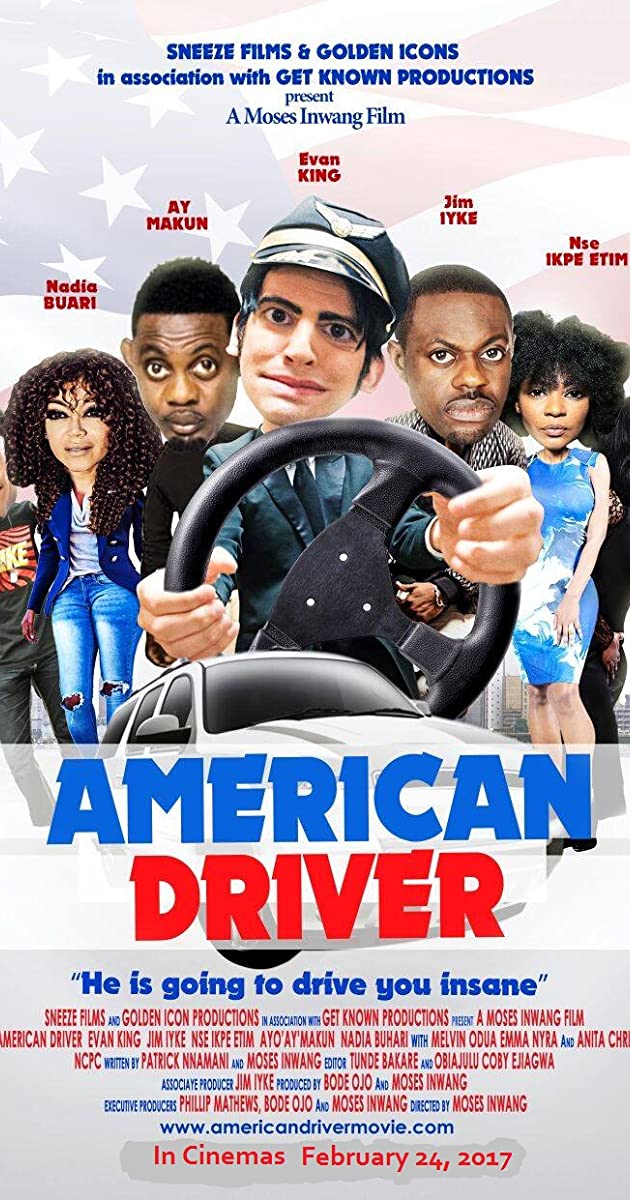 SNEEZE FILMS & GOLDEN ICONS
in association with GET KNOWN PRODUCTIONS
present
A Moses Inwang Film
Evan
KING
AY
MAKUN
Jim
IYKE
Nse
IKPE ETIM
Nadia
BUARI
AMERICAN
DRIVER
"He is going to drive you insane"
SNEEZE FILMS AND GOLDEN ICON PRODUCTIONS IN ASSOCIATION WITH GET KNOWN PRODUCTIONS PRESENT A MOSES INWANG FILM
AMERICAN DRIVER EVAN KING JIM IYKE NSE IKPE ETIM AYO'AY'MAKUN NADIA BUHARI WITH MELVIN ODUA EMMA NYRA AND ANITA CHRI
NCPC WRITTEN BY PATRICK NNAMANI AND MOSES INWANG EDITOR TUNDE BAKARE AND OBIAJULU COBY EJIAGWA
ASSOCIAYE PRODUCER JIM IYKE PRODUCED BY BODE OJO AND MOSES INWANG
EXECUTIVE PRODUCERS PHILLIP MATHEWS, BODE OJO AND MOSES INWANG DIRECTED BY MOSES INWANG
www.americandrivermovie.com
In Cinemas February 24, 2017